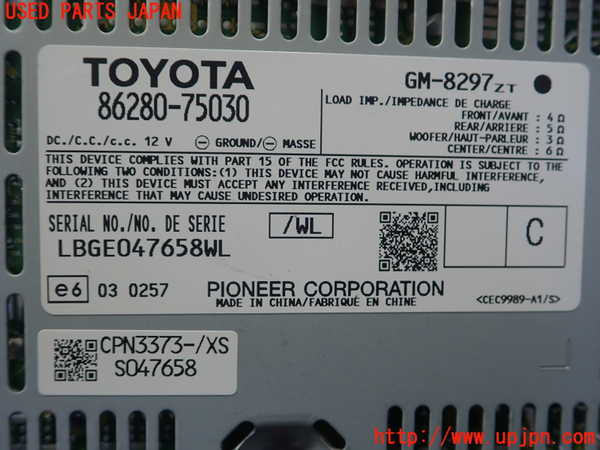 USED PARTS JAPAN
TOYOTA
86280-75030
GM-8297ZT
LOAD IMP./IMPEDANCE DE CHARGE
FRONT/AVANT : 4Ω
REAR/ARRIERE : 5Ω
WOOFER/HAUT-PARLEUR : 3Ω
CENTER/CENTRE : 6Ω
DC./C.C./c.c. 12 V ⊖ GROUND/⊖ MASSE
THIS DEVICE COMPLIES WITH PART 15 OF THE FCC RULES. OPERATION IS SUBJECT TO THE
FOLLOWING TWO CONDITIONS:(1) THIS DEVICE MAY NOT CAUSE HARMFUL INTERFERENCE,
AND (2) THIS DEVICE MUST ACCEPT ANY INTERFERENCE RECEIVED,INCLUDING
INTERFERENCE THAT MAY CAUSE UNDESIRED OPERATION.
SERIAL NO./NO. DE SERIE
/WL
LBGE047658WL
C
e6 03 0257
PIONEER CORPORATION
MADE IN CHINA/FABRIQUÉ EN CHINE
<CEC9989-A1/S>
CPN3373-/XS
S047658
http://www.upjpn.com